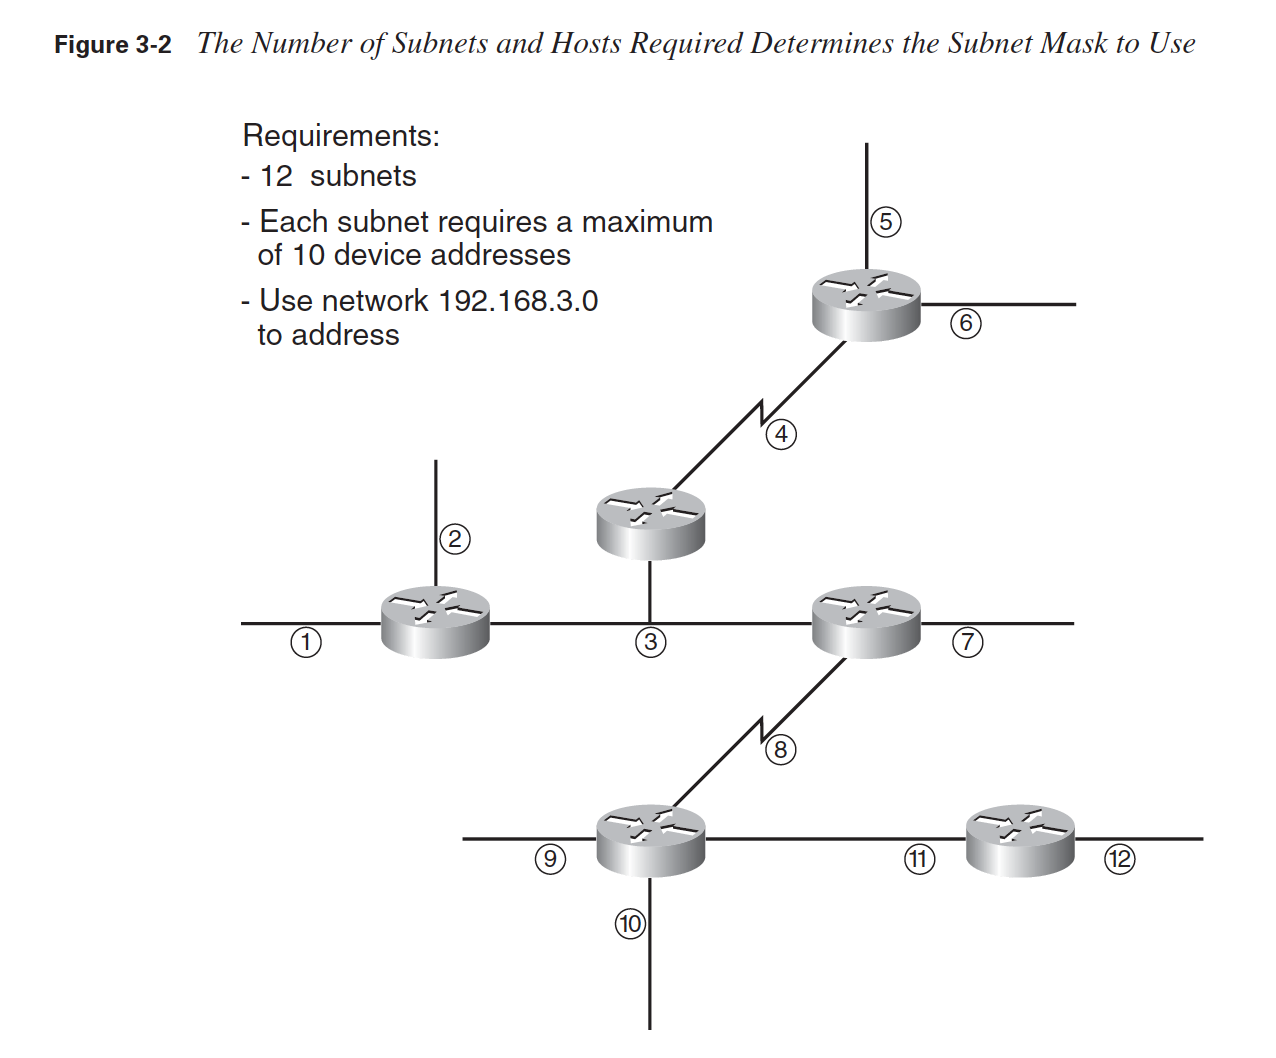 Figure 3-2 The Number of Subnets and Hosts Required Determines the Subnet Mask to Use
Requirements:
- 12 subnets
- Each subnet requires a maximum
of 10 device addresses
- Use network 192.168.3.0
to address
5
6
4
2
1
3
7
8
9
11
12
10